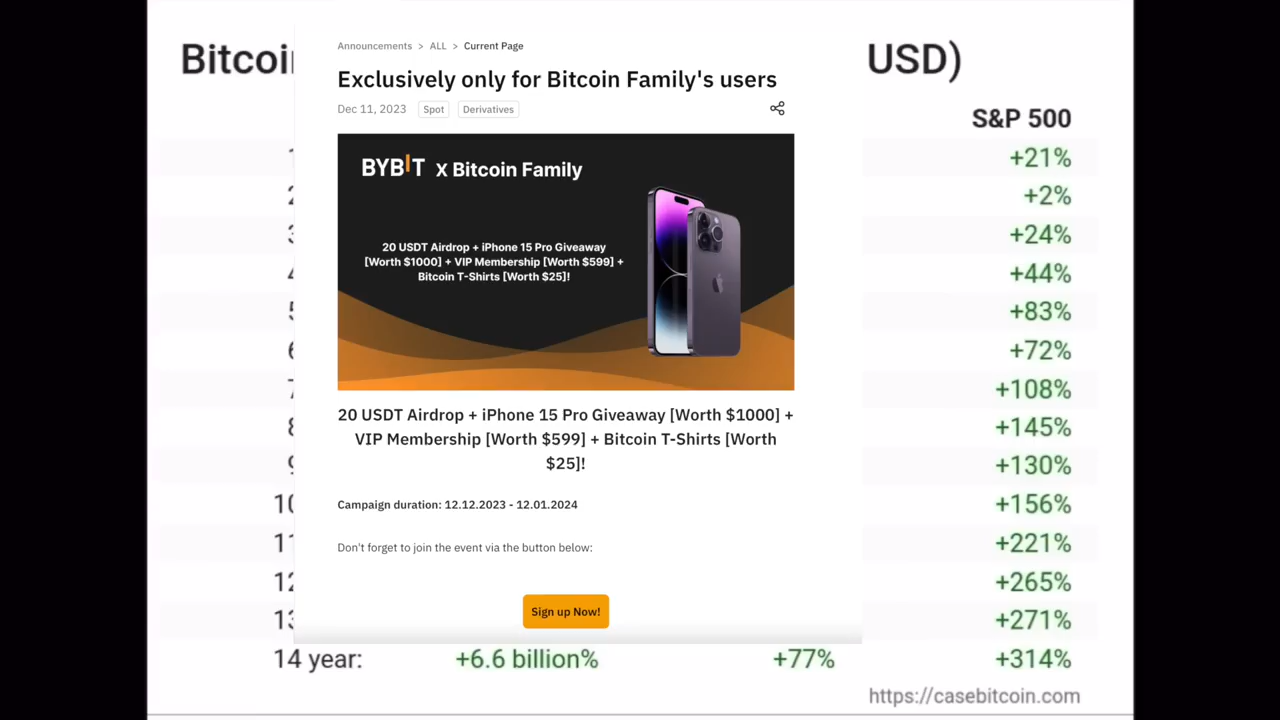 Bitcoi
USD)
Announcements > ALL > Current Page
Exclusively only for Bitcoin Family's users
Dec 11, 2023 Spot Derivatives
BYBIT X Bitcoin Family
20 USDT Airdrop + iPhone 15 Pro Giveaway
[Worth $1000] + VIP Membership [Worth $599] +
Bitcoin T-Shirts [Worth $25]!
20 USDT Airdrop + iPhone 15 Pro Giveaway [Worth $1000] +
VIP Membership [Worth $599] + Bitcoin T-Shirts [Worth
$25]!
Campaign duration: 12.12.2023 - 12.01.2024
Don't forget to join the event via the button below:
Sign up Now!
S&P 500
+21%
+2%
+24%
+44%
+83%
+72%
+108%
+145%
+130%
+156%
+221%
+265%
+271%
14 year: +6.6 billion% +77% +314%
https://casebitcoin.com